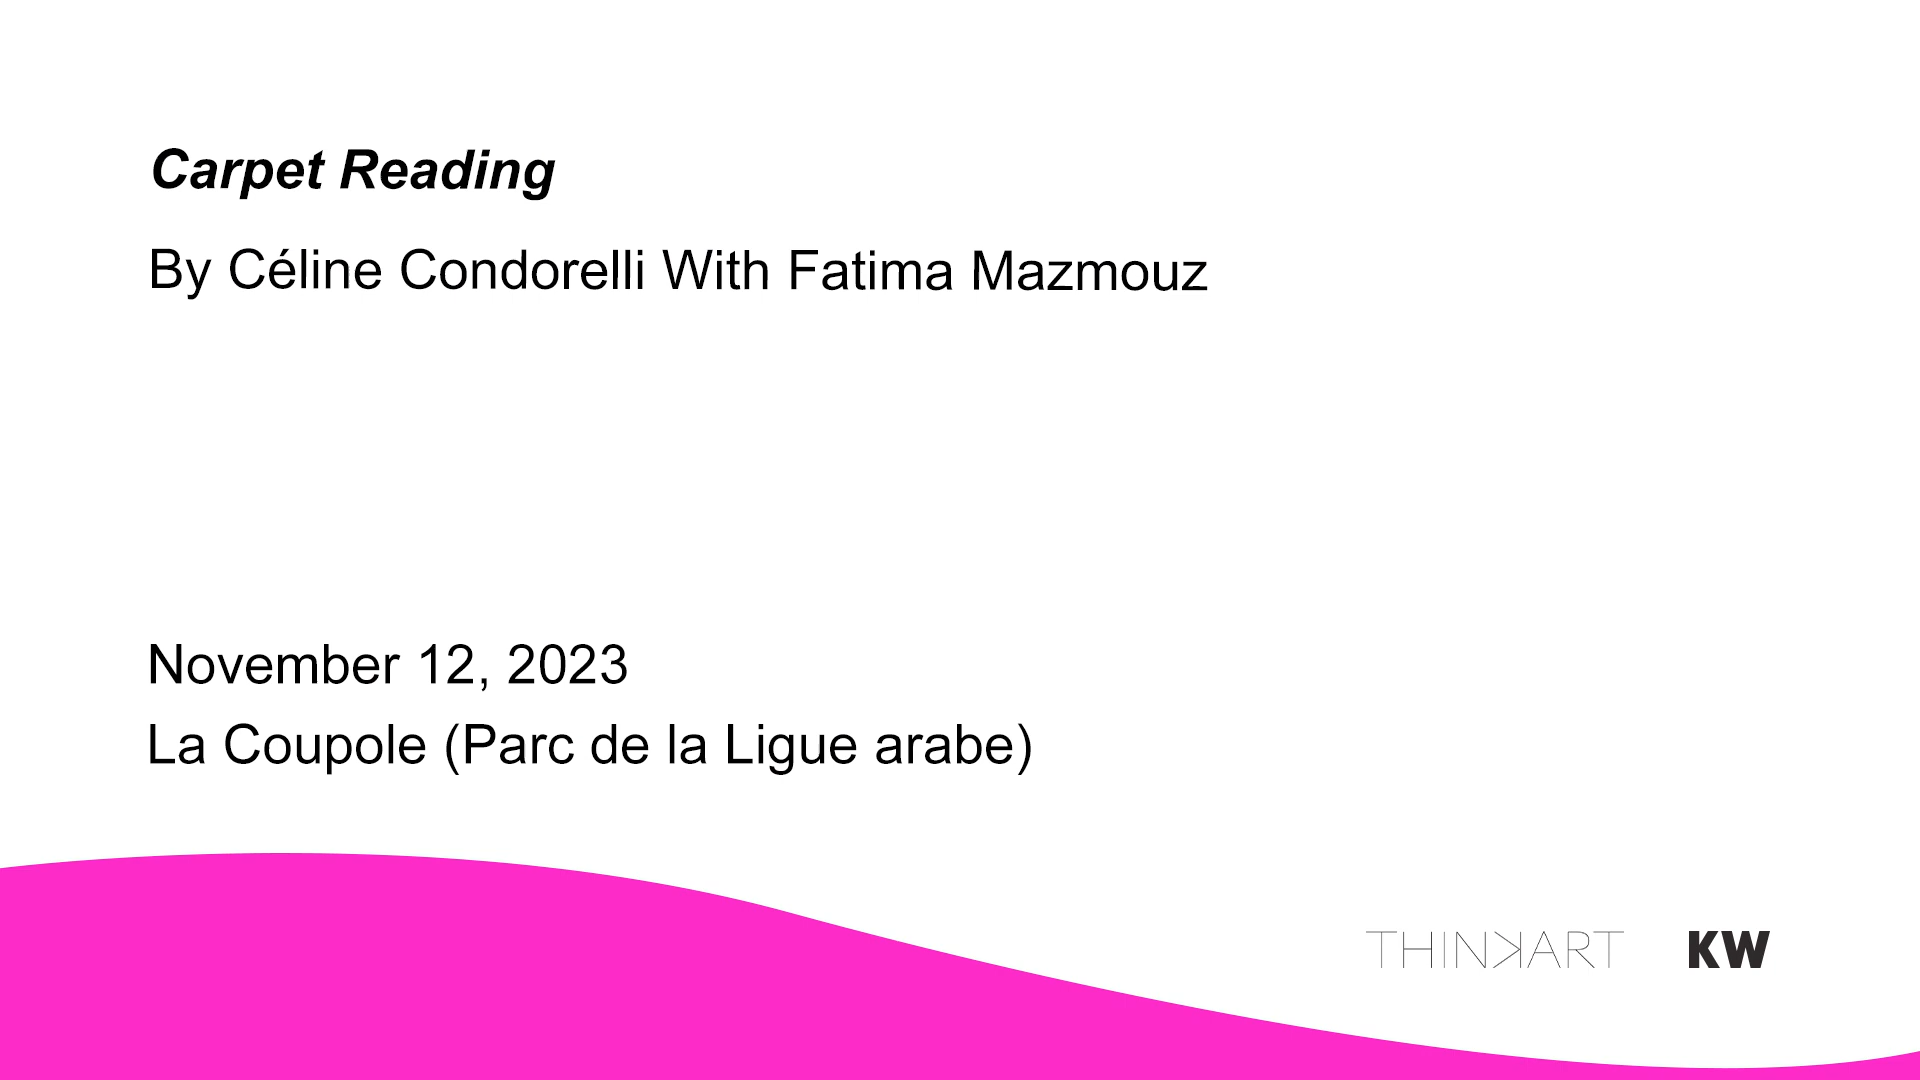 Carpet Reading
By Céline Condorelli With Fatima Mazmouz
November 12, 2023
La Coupole (Parc de la Ligue arabe)
THINKART KW